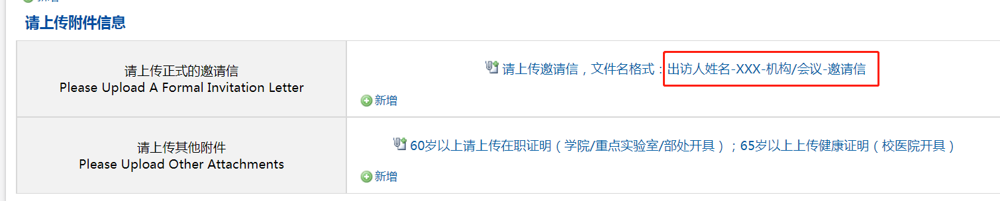 请上传附件信息
请上传正式的邀请信
Please Upload A Formal Invitation Letter
请上传邀请信，文件名格式：出访人姓名-XXX-机构/会议-邀请信
新增
请上传其他附件
Please Upload Other Attachments
60岁以上请上传在职证明（学院/重点实验室/部处开具）；65岁以上上传健康证明（校医院开具）
新增